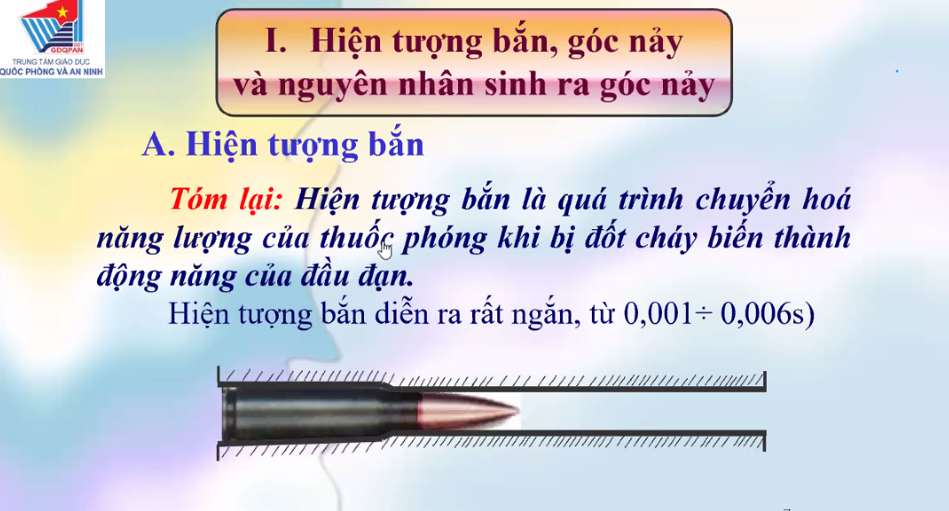 GDQPAN
TRUNG TÂM GIÁO DỤC
QUỐC PHÒNG VÀ AN NINH
I. Hiện tượng bắn, góc nảy
và nguyên nhân sinh ra góc nảy
A. Hiện tượng bắn
Tóm lại: Hiện tượng bắn là quá trình chuyển hoá
năng lượng của thuốc phóng khi bị đốt cháy biến thành
động năng của đầu đạn.
Hiện tượng bắn diễn ra rất ngắn, từ 0,001÷ 0,006s)